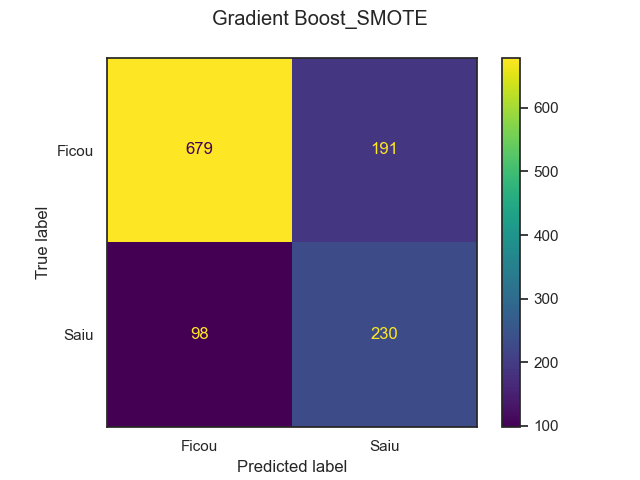 Gradient Boost_SMOTE
True label
Ficou
679
191
Saiu
98
230
Ficou
Saiu
Predicted label
600
500
400
300
200
100